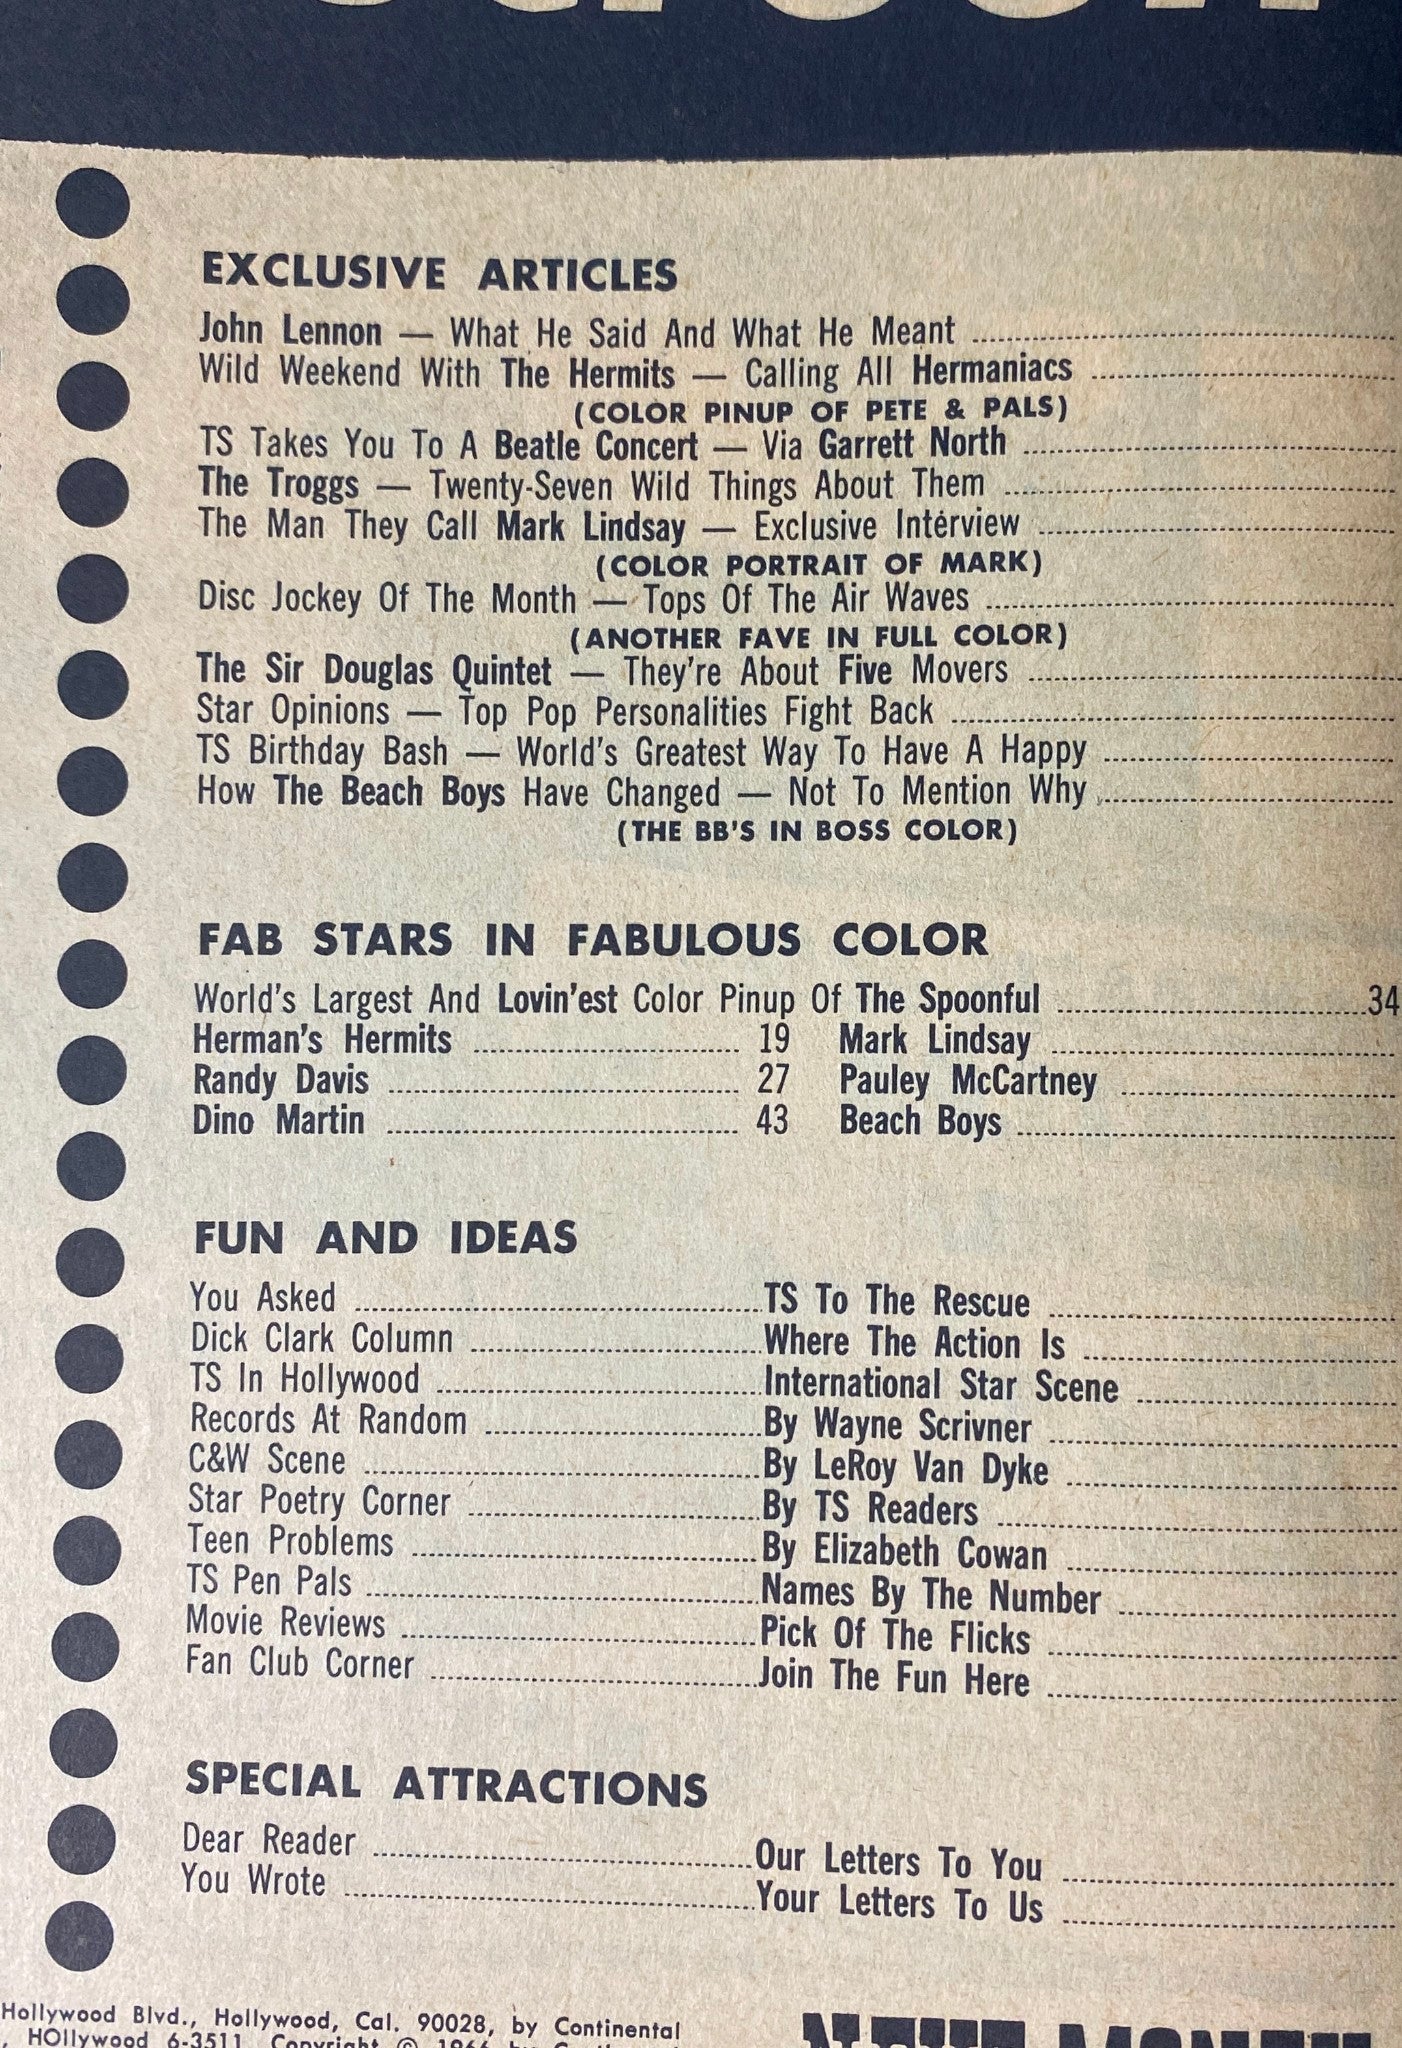 EXCLUSIVE ARTICLES
John Lennon — What He Said And What He Meant
Wild Weekend With The Hermits — Calling All Hermaniacs
(COLOR PINUP OF PETE & PALS)
TS Takes You To A Beatle Concert — Via Garrett North
The Troggs — Twenty-Seven Wild Things About Them
The Man They Call Mark Lindsay — Exclusive Interview
(COLOR PORTRAIT OF MARK)
Disc Jockey Of The Month — Tops Of The Air Waves
(ANOTHER FAVE IN FULL COLOR)
The Sir Douglas Quintet — They're About Five Movers
Star Opinions — Top Pop Personalities Fight Back
TS Birthday Bash — World's Greatest Way To Have A Happy
How The Beach Boys Have Changed — Not To Mention Why
(THE BB'S IN BOSS COLOR)
FAB STARS IN FABULOUS COLOR
World's Largest And Lovin'est Color Pinup Of The Spoonful 34
Herman's Hermits 19 Mark Lindsay
Randy Davis 27 Pauley McCartney
Dino Martin 43 Beach Boys
FUN AND IDEAS
You Asked TS To The Rescue
Dick Clark Column Where The Action Is
TS In Hollywood International Star Scene
Records At Random By Wayne Scrivner
C&W Scene By LeRoy Van Dyke
Star Poetry Corner By TS Readers
Teen Problems By Elizabeth Cowan
TS Pen Pals Names By The Number
Movie Reviews Pick Of The Flicks
Fan Club Corner Join The Fun Here
SPECIAL ATTRACTIONS
Dear Reader Our Letters To You
You Wrote Your Letters To Us
Hollywood Blvd., Hollywood, Cal. 90028, by Continental
, HOllywood 6-3511. Copyright © 1966 by